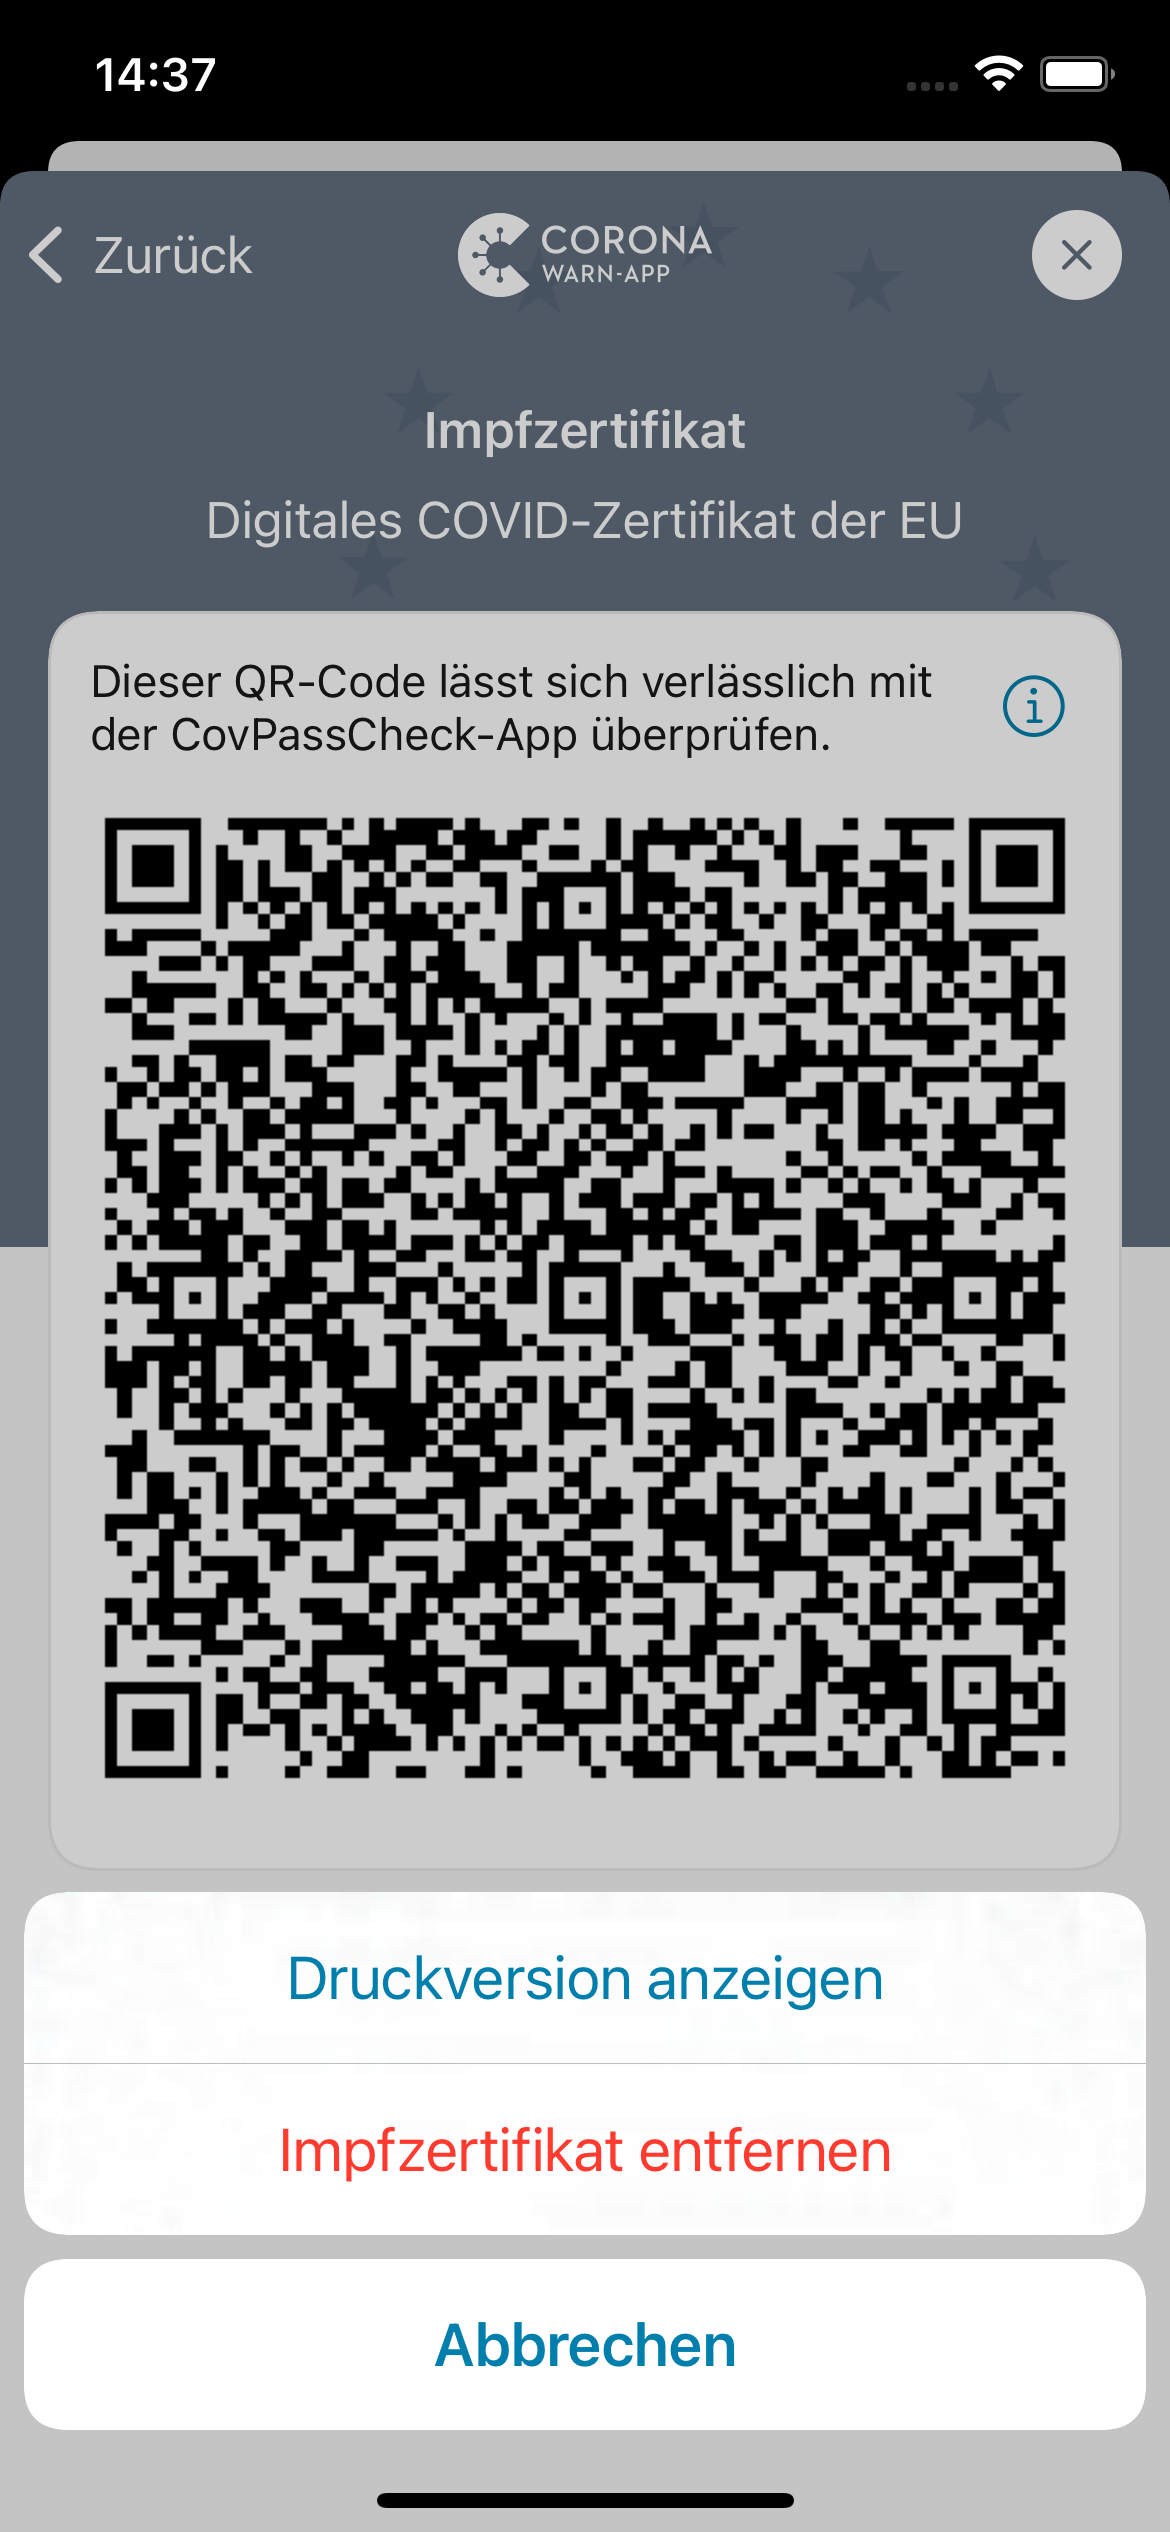 14:37
Zurück
CORONA
WARN-APP
Impfzertifikat
Digitales COVID-Zertifikat der EU
Dieser QR-Code lässt sich verlässlich mit
der CovPassCheck-App überprüfen.
Druckversion anzeigen
Impfzertifikat entfernen
Abbrechen